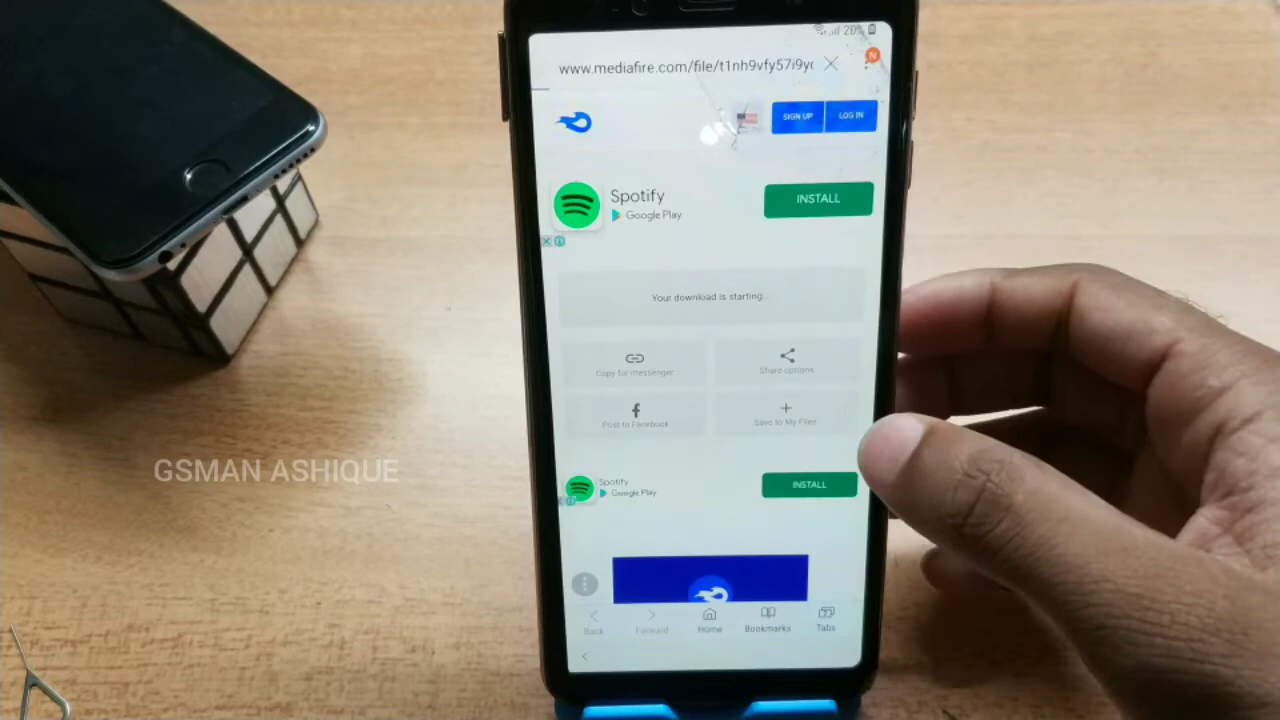 20%
www.mediafire.com/file/t1nh9vfy57i9y
N
SIGN UP
LOG IN
Spotify
Google Play
INSTALL
Your download is starting...
Copy for messenger
Share options
Post to Facebook
Save to My Files
GSMAN ASHIQUE
Spotify
Google Play
INSTALL
Back
Forward
Home
Bookmarks
Tabs